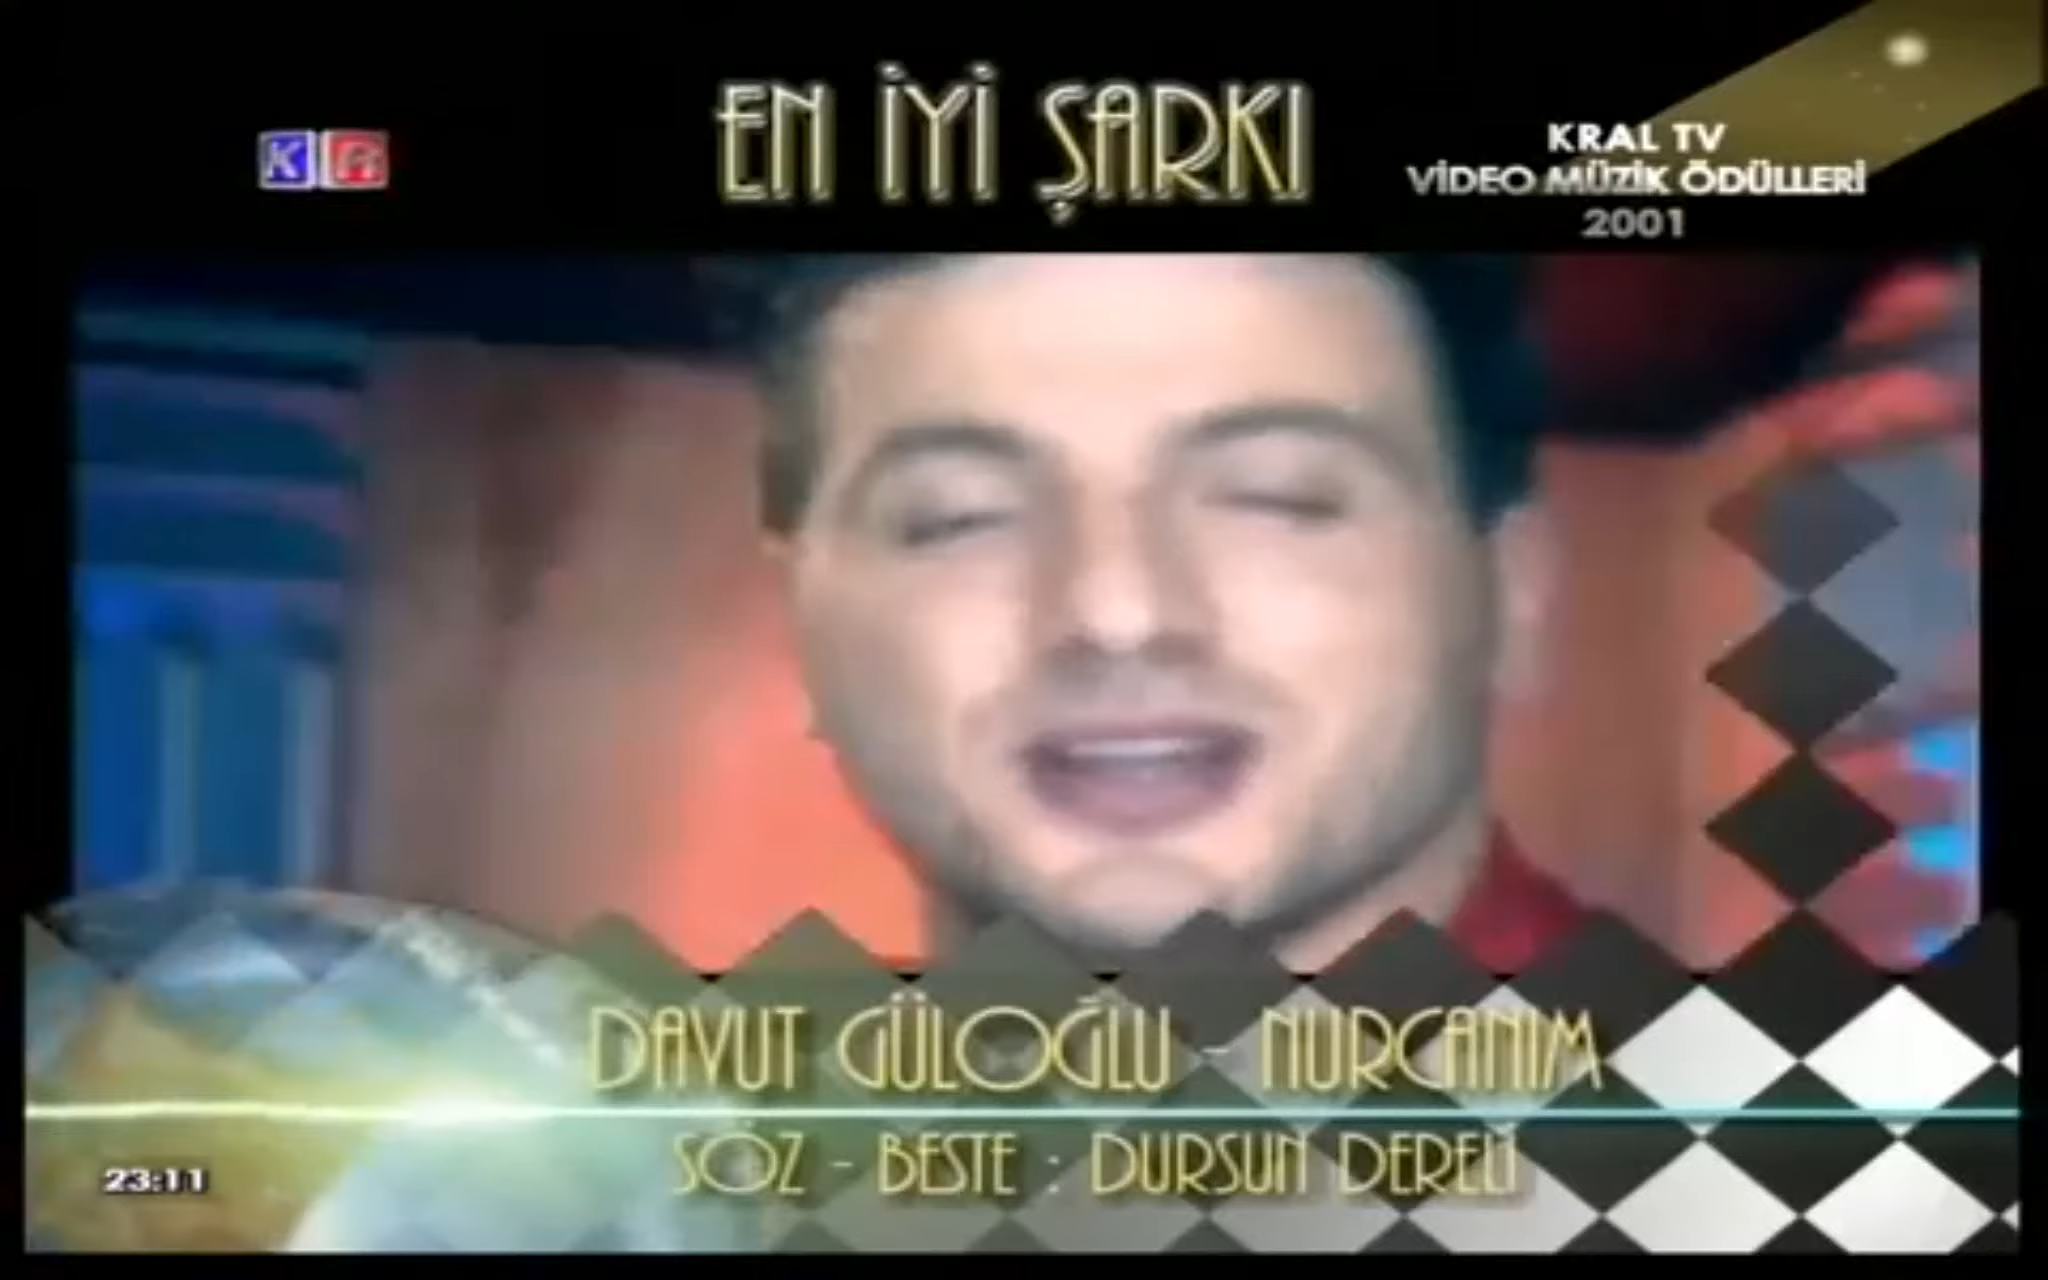 EN İYİ ŞARKI
KRAL TV
VİDEO MÜZİK ÖDÜLLERİ
2001
DAVUT GÜLOĞLU - NURCANIM
SÖZ - BESTE : DURSUN DERELİ
23:11